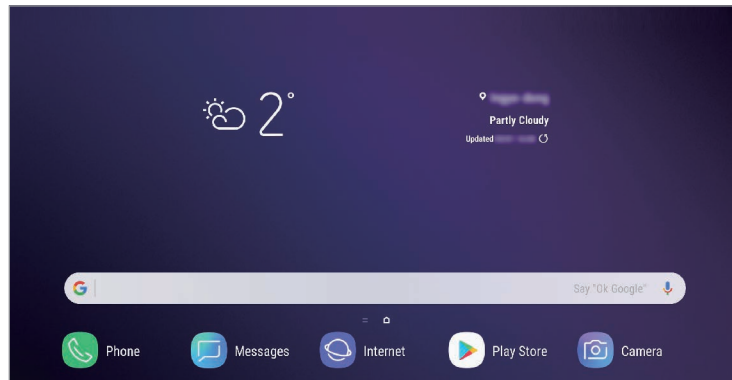 2°
Partly Cloudy
Updated
Say "Ok Google"
Phone
Messages
Internet
Play Store
Camera